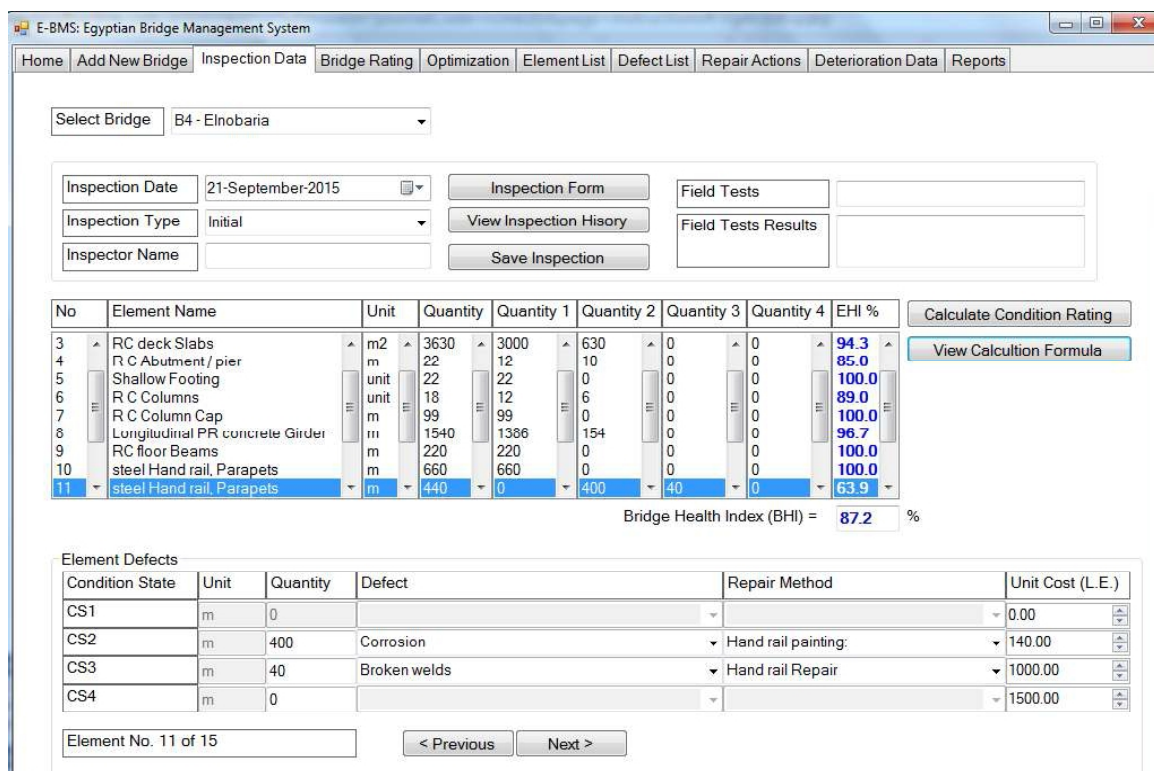 E-BMS: Egyptian Bridge Management System
Home Add New Bridge Inspection Data Bridge Rating Optimization Element List Defect List Repair Actions Deterioration Data Reports
Select Bridge B4 - Elnobaria
Inspection Date 21-September-2015 Inspection Form Field Tests
Inspection Type Initial View Inspection Hisory Field Tests Results
Inspector Name Save Inspection
No Element Name Unit Quantity Quantity 1 Quantity 2 Quantity 3 Quantity 4 EHI % Calculate Condition Rating
3 RC deck Slabs m2 3630 3000 630 0 0 94.3 View Calcultion Formula
4 R C Abutment / pier m 22 12 10 0 0 85.0
5 Shallow Footing unit 22 22 0 0 0 100.0
6 R C Columns unit 18 12 6 0 0 89.0
7 R C Column Cap m 99 99 0 0 0 100.0
8 Longitudinal PR concrete Girder m 1540 1386 154 0 0 96.7
9 RC floor Beams m 220 220 0 0 0 100.0
10 steel Hand rail, Parapets m 660 660 0 0 0 100.0
11 steel Hand rail, Parapets m 440 0 400 40 0 63.9
Bridge Health Index (BHI) = 87.2 %
Element Defects
Condition State Unit Quantity Defect Repair Method Unit Cost (L.E.)
CS1 m 0 0.00
CS2 m 400 Corrosion Hand rail painting: 140.00
CS3 m 40 Broken welds Hand rail Repair 1000.00
CS4 m 0 1500.00
Element No. 11 of 15 < Previous Next >